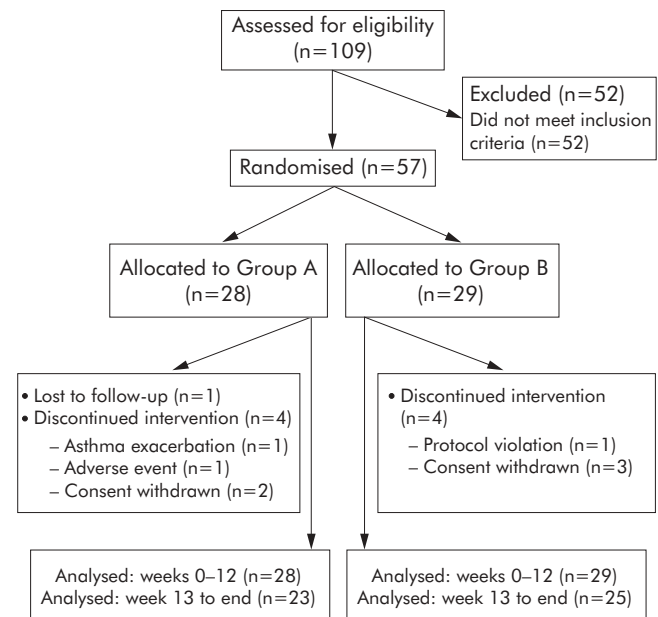 Assessed for eligibility
(n=109)
Excluded (n=52)
Did not meet inclusion
criteria (n=52)
Randomised (n=57)
Allocated to Group A
(n=28)
Allocated to Group B
(n=29)
• Lost to follow-up (n=1)
• Discontinued intervention (n=4)
– Asthma exacerbation (n=1)
– Adverse event (n=1)
– Consent withdrawn (n=2)
• Discontinued intervention
(n=4)
– Protocol violation (n=1)
– Consent withdrawn (n=3)
Analysed: weeks 0–12 (n=28)
Analysed: week 13 to end (n=23)
Analysed: weeks 0–12 (n=29)
Analysed: week 13 to end (n=25)